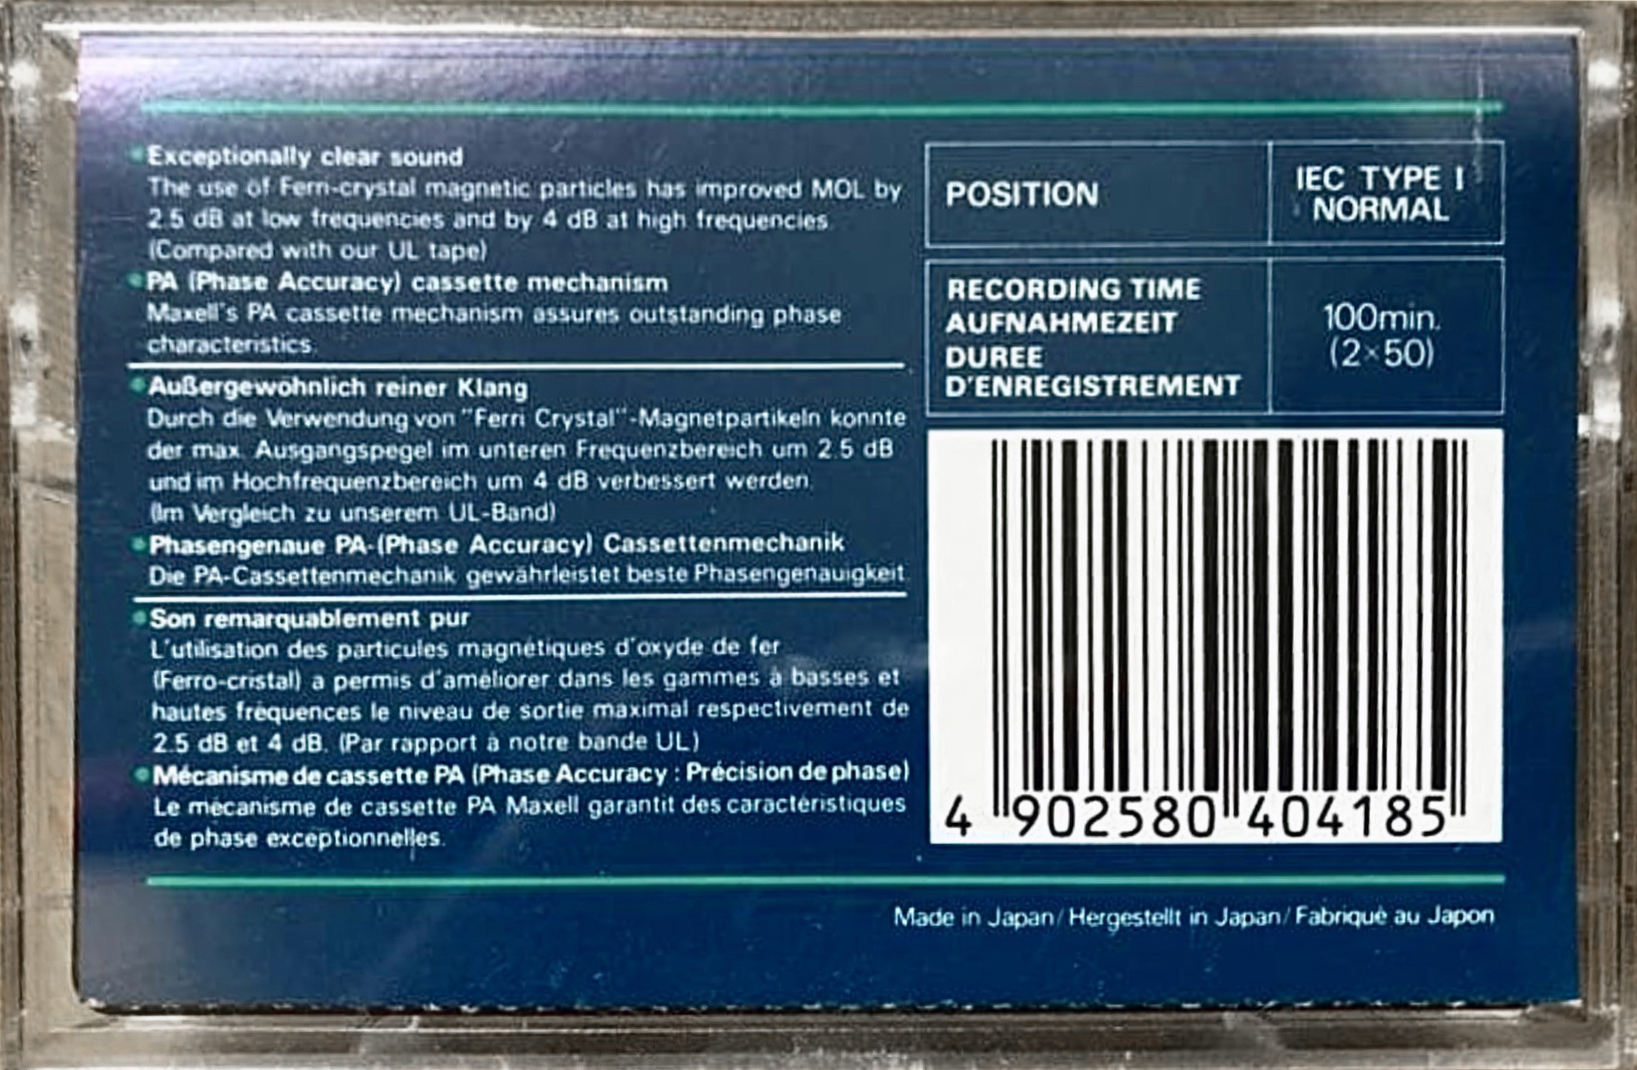 Exceptionally clear sound
The use of Ferri-crystal magnetic particles has improved MOL by
2.5 dB at low frequencies and by 4 dB at high frequencies.
(Compared with our UL tape)
PA (Phase Accuracy) cassette mechanism
Maxell's PA cassette mechanism assures outstanding phase
characteristics.
Außergewöhnlich reiner Klang
Durch die Verwendung von "Ferri Crystal"-Magnetpartikeln konnte
der max. Ausgangspegel im unteren Frequenzbereich um 2.5 dB
und im Hochfrequenzbereich um 4 dB verbessert werden.
(Im Vergleich zu unserem UL-Band)
Phasengenaue PA-(Phase Accuracy) Cassettenmechanik
Die PA-Cassettenmechanik gewährleistet beste Phasengenauigkeit.
Son remarquablement pur
L'utilisation des particules magnétiques d'oxyde de fer
(Ferro-cristal) a permis d'améliorer dans les gammes à basses et
hautes fréquences le niveau de sortie maximal respectivement de
2.5 dB et 4 dB. (Par rapport à notre bande UL)
Mécanisme de cassette PA (Phase Accuracy : Précision de phase)
Le mécanisme de cassette PA Maxell garantit des caractéristiques
de phase exceptionnelles.
POSITION
IEC TYPE I
NORMAL
RECORDING TIME
AUFNAHMEZEIT
DUREE
D'ENREGISTREMENT
100min.
(2×50)
4 902580 404185
Made in Japan/Hergestellt in Japan/Fabriqué au Japon